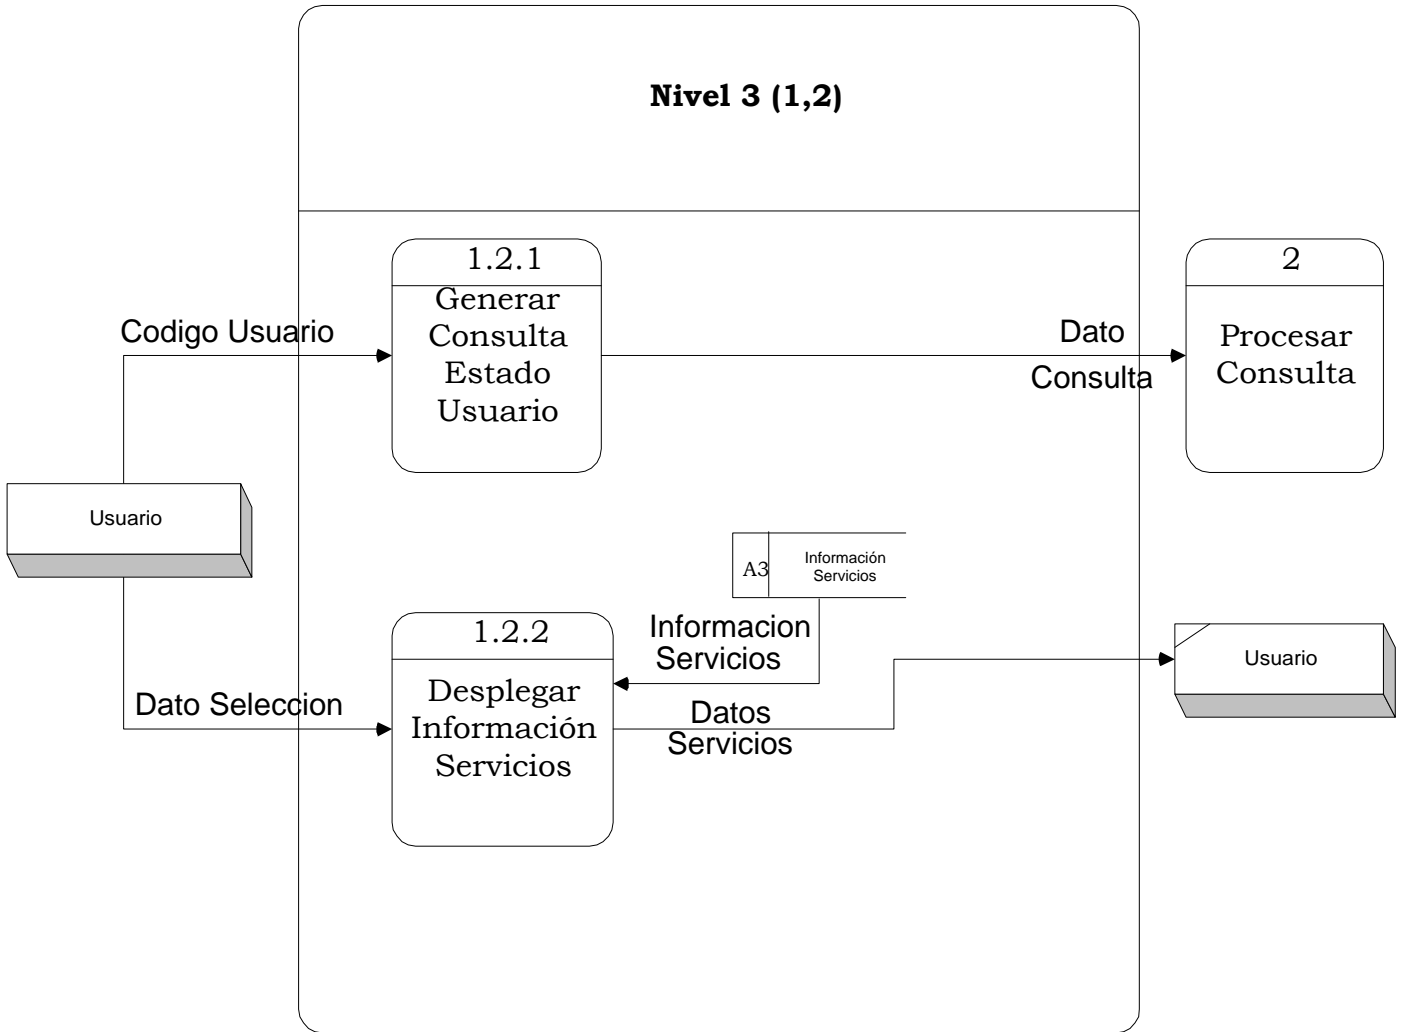 Nivel 3 (1,2)
1.2.1
Generar
Consulta
Estado
Usuario
2
Procesar
Consulta
Codigo Usuario
Dato
Consulta
Usuario
A3
Información
Servicios
Informacion
Servicios
1.2.2
Desplegar
Información
Servicios
Dato Seleccion
Datos
Servicios
Usuario